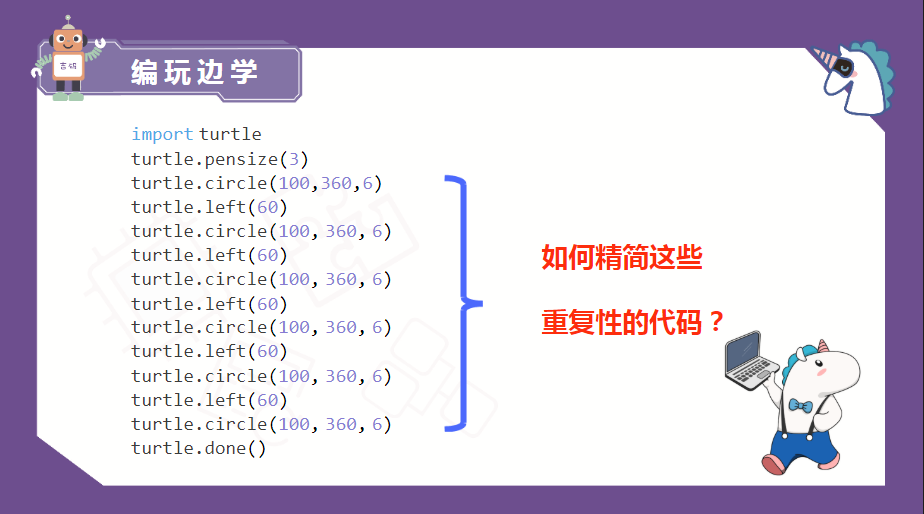 编玩边学
import turtle
turtle.pensize(3)
turtle.circle(100,360,6)
turtle.left(60)
turtle.circle(100, 360, 6)
turtle.left(60)
turtle.circle(100, 360, 6)
turtle.left(60)
turtle.circle(100, 360, 6)
turtle.left(60)
turtle.circle(100, 360, 6)
turtle.left(60)
turtle.circle(100, 360, 6)
turtle.done()
如何精简这些
重复性的代码？